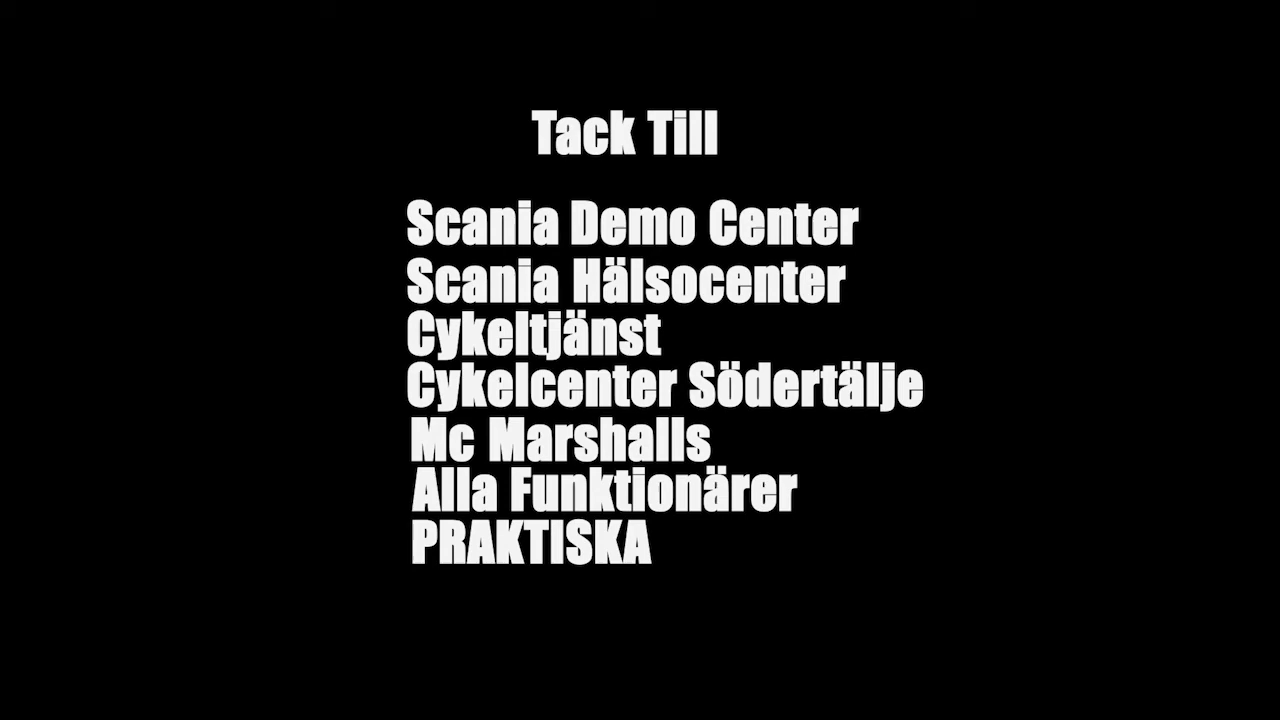 Tack Till
Scania Demo Center
Scania Hälsocenter
Cykeltjänst
Cykelcenter Södertälje
Mc Marshalls
Alla Funktionärer
PRAKTISKA